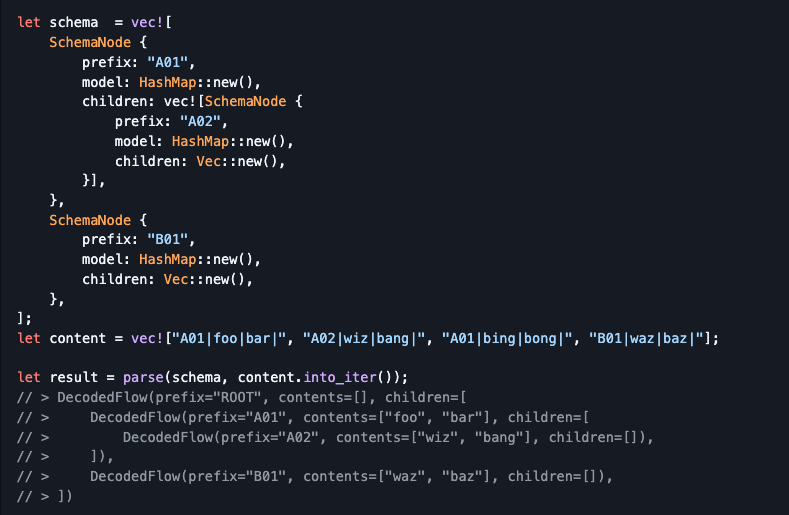 let schema  = vec![
    SchemaNode {
        prefix: "A01",
        model: HashMap::new(),
        children: vec![SchemaNode {
            prefix: "A02",
            model: HashMap::new(),
            children: Vec::new(),
        }],
    },
    SchemaNode {
        prefix: "B01",
        model: HashMap::new(),
        children: Vec::new(),
    },
];
let content = vec!["A01|foo|bar|", "A02|wiz|bang|", "A01|bing|bong|", "B01|waz|baz|"];

let result = parse(schema, content.into_iter());
// > DecodedFlow(prefix="ROOT", contents=[], children=[
// >     DecodedFlow(prefix="A01", contents=["foo", "bar"], children=[
// >         DecodedFlow(prefix="A02", contents=["wiz", "bang"], children=[]),
// >     ]),
// >     DecodedFlow(prefix="B01", contents=["waz", "baz"], children=[]),
// > ])